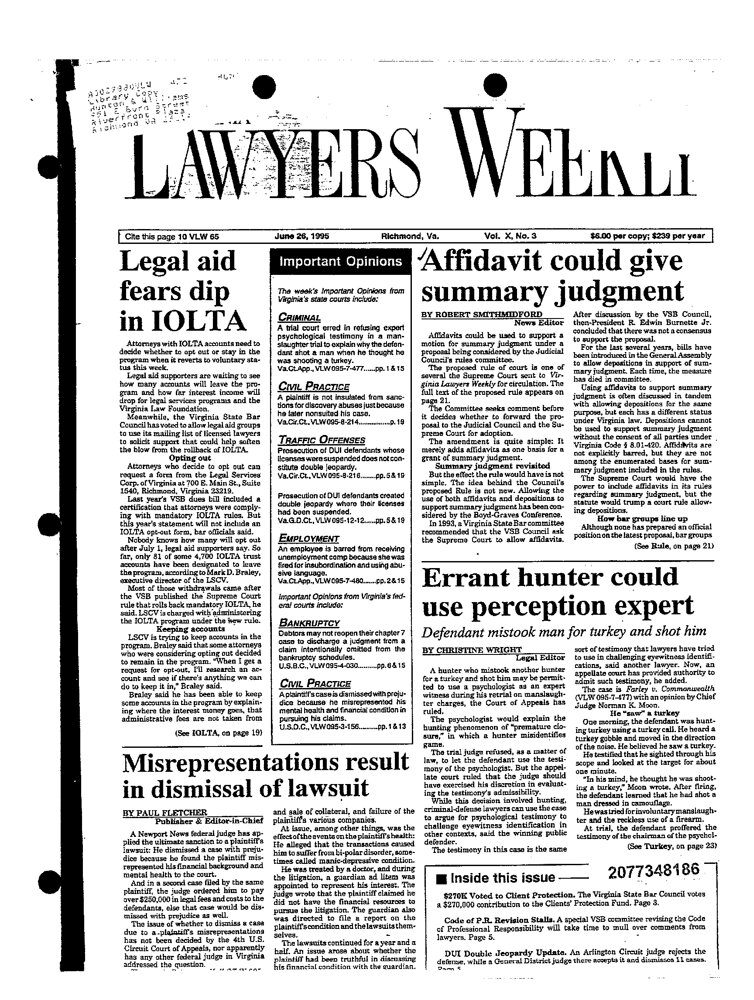 Library Copy
LAWYERS WEEKLY
Cite this page 10 VLW 65 June 26, 1995 Richmond, Va. Vol. X, No. 3 $6.00 per copy; $239 per year
Legal aid
fears dip
in IOLTA
Attorneys with IOLTA accounts need to
decide whether to opt out or stay in the
program when it reverts to voluntary sta-
tus this week.
Legal aid supporters are waiting to see
how many accounts will leave the pro-
gram and how far interest income will
drop for legal services programs and the
Virginia Law Foundation.
Meanwhile, the Virginia State Bar
Council has voted to allow legal aid groups
to use its mailing list of licensed lawyers
to solicit support that could help soften
the blow from the rollback of IOLTA.
Opting out
Attorneys who decide to opt out can
request a form from the Legal Services
Corp. of Virginia at 700 E. Main St., Suite
1540, Richmond, Virginia 23219.
Last year's VSB dues bill included a
certification that attorneys were comply-
ing with mandatory IOLTA rules. But
this year's statement will not include an
IOLTA opt-out form, bar officials said.
Nobody knows how many will opt out
after July 1, legal aid supporters say. So
far, only 81 of some 4,700 IOLTA trust
accounts have been designated to leave
the program, according to Mark D. Braley,
executive director of the LSCV.
Most of those withdrawals came after
the VSB published the Supreme Court
rule that rolls back mandatory IOLTA, he
said. LSCV is charged with administering
the IOLTA program under the new rule.
Keeping accounts
LSCV is trying to keep accounts in the
program. Braley said that some attorneys
who were considering opting out decided
to remain in the program. "When I get a
request for opt-out, I'll research an ac-
count and see if there's anything we can
do to keep it in," Braley said.
Braley said he has been able to keep
some accounts in the program by explain-
ing where the interest money goes, that
administrative fees are not taken from
(See IOLTA, on page 19)
Important Opinions
The week's Important Opinions from
Virginia's state courts include:
CRIMINAL
A trial court erred in refusing expert
psychological testimony in a man-
slaughter trial to explain why the defen-
dant shot a man when he thought he
was shooting a turkey.
Va.Ct.App., VLW 095-7-477......pp. 1 & 15
CIVIL PRACTICE
A plaintiff is not insulated from sanc-
tions for discovery abuses just because
he later nonsuited his case.
Va.Cir.Ct., VLW 095-8-214...............p. 19
TRAFFIC OFFENSES
Prosecution of DUI defendants whose
licenses were suspended does not con-
stitute double jeopardy.
Va.Cir.Ct., VLW 095-8-216.......pp. 5 & 19
Prosecution of DUI defendants created
double jeopardy where their licenses
had been suspended.
Va.G.D.Ct., VLW 095-12-12......pp. 5 & 19
EMPLOYMENT
An employee is barred from receiving
unemployment comp because she was
fired for insubordination and using abu-
sive language.
Va.Ct.App., VLW 095-7-480......pp. 2 & 15
Important Opinions from Virginia's fed-
eral courts include:
BANKRUPTCY
Debtors may not reopen their chapter 7
case to discharge a judgment from a
claim intentionally omitted from the
bankruptcy schedules.
U.S.B.C., VLW 095-4-030..........pp. 6 & 15
CIVIL PRACTICE
A plaintiff's case is dismissed with preju-
dice because he misrepresented his
mental health and financial condition in
pursuing his claims.
U.S.D.C., VLW 095-3-156.........pp. 1 & 13
Affidavit could give
summary judgment
BY ROBERT SMITHMIDFORD
News Editor
Affidavits could be used to support a
motion for summary judgment under a
proposal being considered by the Judicial
Council's rules committee.
The proposed rule of court is one of
several the Supreme Court sent to Vir-
ginia Lawyers Weekly for circulation. The
full text of the proposed rule appears on
page 21.
The Committee seeks comment before
it decides whether to forward the pro-
posal to the Judicial Council and the Su-
preme Court for adoption.
The amendment is quite simple: It
merely adds affidavits as one basis for a
grant of summary judgment.
Summary judgment revisited
But the effect the rule would have is not
simple. The idea behind the Council's
proposed Rule is not new. Allowing the
use of both affidavits and depositions to
support summary judgment has been con-
sidered by the Boyd-Graves Conference.
In 1993, a Virginia State Bar committee
recommended that the VSB Council ask
the Supreme Court to allow affidavits.
After discussion by the VSB Council,
then-President R. Edwin Burnette Jr.
concluded that there was not a consensus
to support the proposal.
For the last several years, bills have
been introduced in the General Assembly
to allow depositions in support of sum-
mary judgment. Each time, the measure
has died in committee.
Using affidavits to support summary
judgment is often discussed in tandem
with allowing depositions for the same
purpose, but each has a different status
under Virginia law. Depositions cannot
be used to support summary judgment
without the consent of all parties under
Virginia Code § 8.01-420. Affidavits are
not explicitly barred, but they are not
among the enumerated bases for sum-
mary judgment included in the rules.
The Supreme Court would have the
power to include affidavits in its rules
regarding summary judgment, but the
statute would trump a court rule allow-
ing depositions.
How bar groups line up
Although none has prepared an official
position on the latest proposal, bar groups
(See Rule, on page 21)
Errant hunter could
use perception expert
Defendant mistook man for turkey and shot him
BY CHRISTINE WRIGHT
Legal Editor
A hunter who mistook another hunter
for a turkey and shot him may be permit-
ted to use a psychologist as an expert
witness during his retrial on manslaugh-
ter charges, the Court of Appeals has
ruled.
The psychologist would explain the
hunting phenomenon of "premature clo-
sure," in which a hunter misidentifies
game.
The trial judge refused, as a matter of
law, to let the defendant use the testi-
mony of the psychologist. But the appel-
late court ruled that the judge should
have exercised his discretion in evaluat-
ing the testimony's admissibility.
While this decision involved hunting,
criminal-defense lawyers can use the case
to argue for psychological testimony to
challenge eyewitness identification in
other contexts, said the winning public
defender.
The testimony in this case is the same
sort of testimony that lawyers have tried
to use in challenging eyewitness identifi-
cations, said another lawyer. Now, an
appellate court has provided authority to
admit such testimony, he added.
The case is Farley v. Commonwealth
(VLW 095-7-477) with an opinion by Chief
Judge Norman K. Moon.
He "saw" a turkey
One morning, the defendant was hunt-
ing turkey using a turkey call. He heard a
turkey gobble and moved in the direction
of the noise. He believed he saw a turkey.
He testified that he sighted through his
scope and looked at the target for about
one minute.
"In his mind, he thought he was shoot-
ing a turkey," Moon wrote. After firing,
the defendant learned that he had shot a
man dressed in camouflage.
He was tried for involuntary manslaugh-
ter and the reckless use of a firearm.
At trial, the defendant proffered the
testimony of the chairman of the psychol-
(See Turkey, on page 23)
Misrepresentations result
in dismissal of lawsuit
BY PAUL FLETCHER
Publisher & Editor-in-Chief
A Newport News federal judge has ap-
plied the ultimate sanction to a plaintiff's
lawsuit: He dismissed a case with preju-
dice because he found the plaintiff mis-
represented his financial background and
mental health to the court.
And in a second case filed by the same
plaintiff, the judge ordered him to pay
over $250,000 in legal fees and costs to the
defendants, else that case would be dis-
missed with prejudice as well.
The issue of whether to dismiss a case
due to a plaintiff's misrepresentations
has not been decided by the 4th U.S.
Circuit Court of Appeals, nor apparently
has any other federal judge in Virginia
addressed the question.
and sale of collateral, and failure of the
plaintiff's various companies.
At issue, among other things, was the
effect of the events on the plaintiff's health:
He alleged that the transactions caused
him to suffer from bi-polar disorder, some-
times called manic-depressive condition.
He was treated by a doctor, and during
the litigation, a guardian ad litem was
appointed to represent his interest. The
judge wrote that the plaintiff claimed he
did not have the financial resources to
pursue the litigation. The guardian also
was directed to file a report on the
plaintiff's condition and the lawsuits them-
selves.
The lawsuits continued for a year and a
half. An issue arose about whether the
plaintiff had been truthful in discussing
his financial condition with the guardian.
Inside this issue
2077348186
$270K Voted to Client Protection. The Virginia State Bar Council votes
a $270,000 contribution to the Clients' Protection Fund. Page 3.
Code of P.R. Revision Stalls. A special VSB committee revising the Code
of Professional Responsibility will take time to mull over comments from
lawyers. Page 5.
DUI Double Jeopardy Update. An Arlington Circuit judge rejects the
defense, while a General District judge there accepts it and dismisses 11 cases.
Page 5